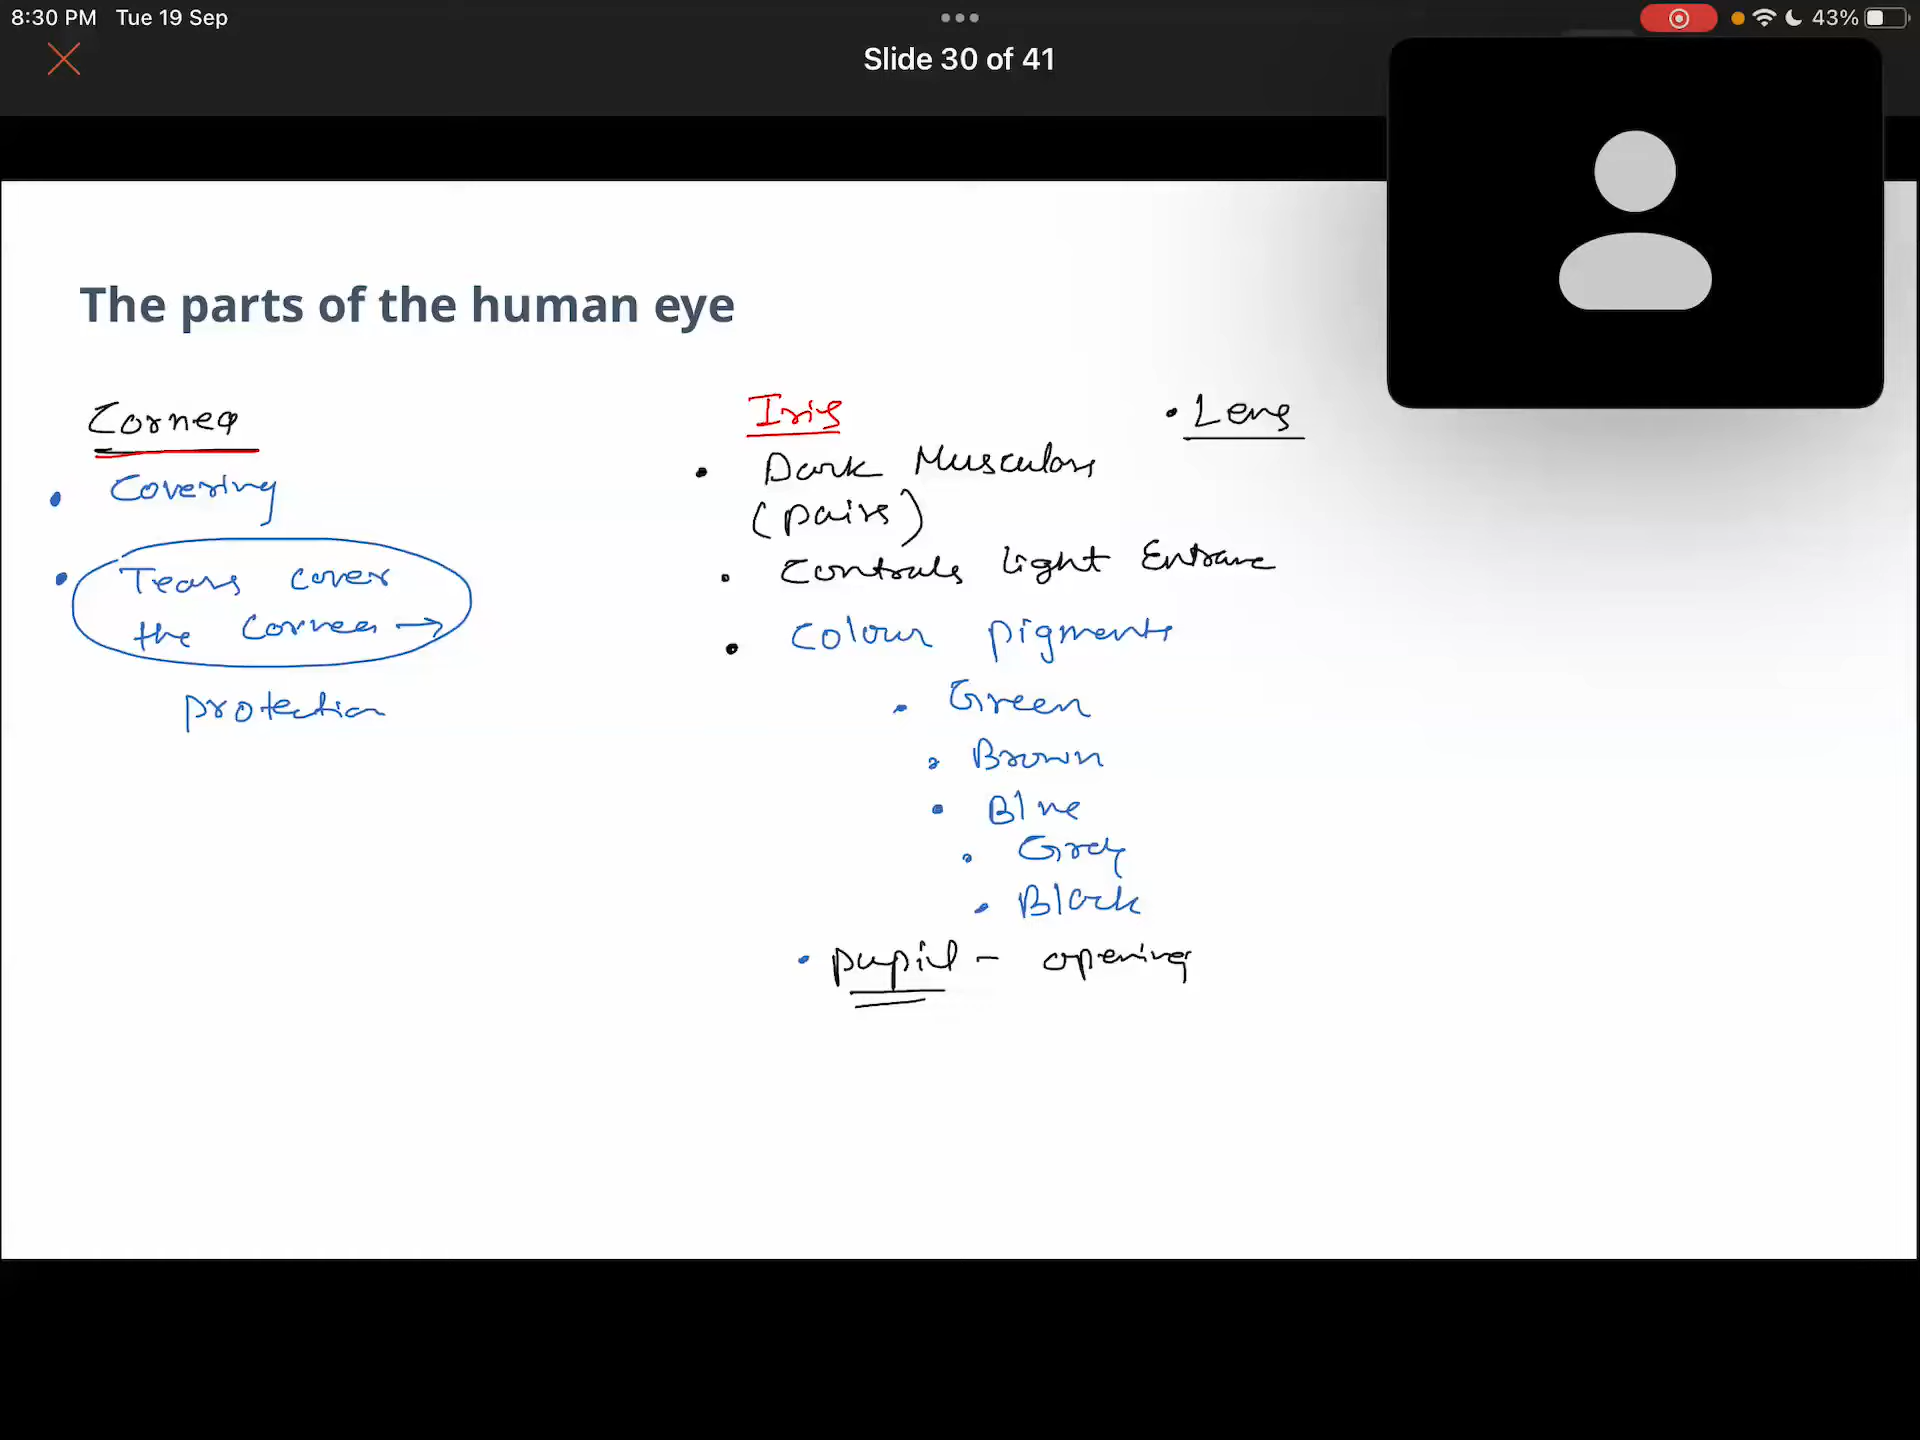 8:30 PM Tue 19 Sep
43%
Slide 30 of 41
The parts of the human eye
Cornea
• Covering
• Tears cover
the Cornea →
protection
Iris
• Dark Muscular
(pairs)
• Controls light Entrance
• Colour pigments
• Green
• Brown
• Blue
• Grey
• Black
• pupil - opening
• Lens